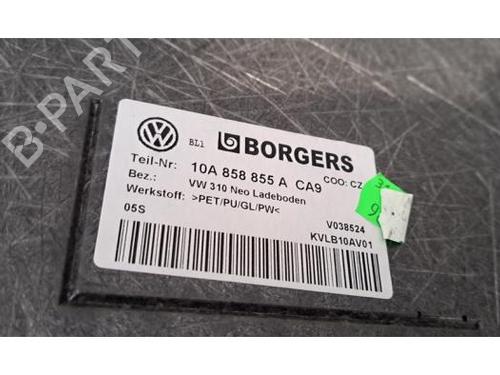 BL1 BORGERS
COO: CZ
Teil-Nr: 10A 858 855 A CA9
Bez.: VW 310 Neo Ladeboden
Werkstoff: >PET/PU/GL/PW<
05S
V038524
KVLB10AV01
B-PARTS